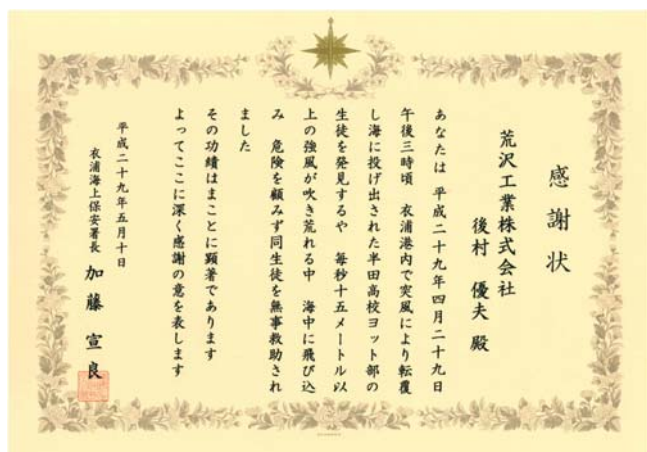 感謝状
荒沢工業株式会社
後村 優夫 殿
あなたは 平成二十九年四月二十九日
午後三時頃 衣浦港内で突風により転覆
し海に投げ出された半田高校ヨット部の
生徒を発見するや 毎秒十五メートル以
上の強風が吹き荒れる中 海中に飛び込
み 危険を顧みず同生徒を無事救助され
ました
その功績はまことに顕著であります
よってここに深く感謝の意を表します
平成二十九年五月十日
衣浦海上保安署長 加藤 宣良